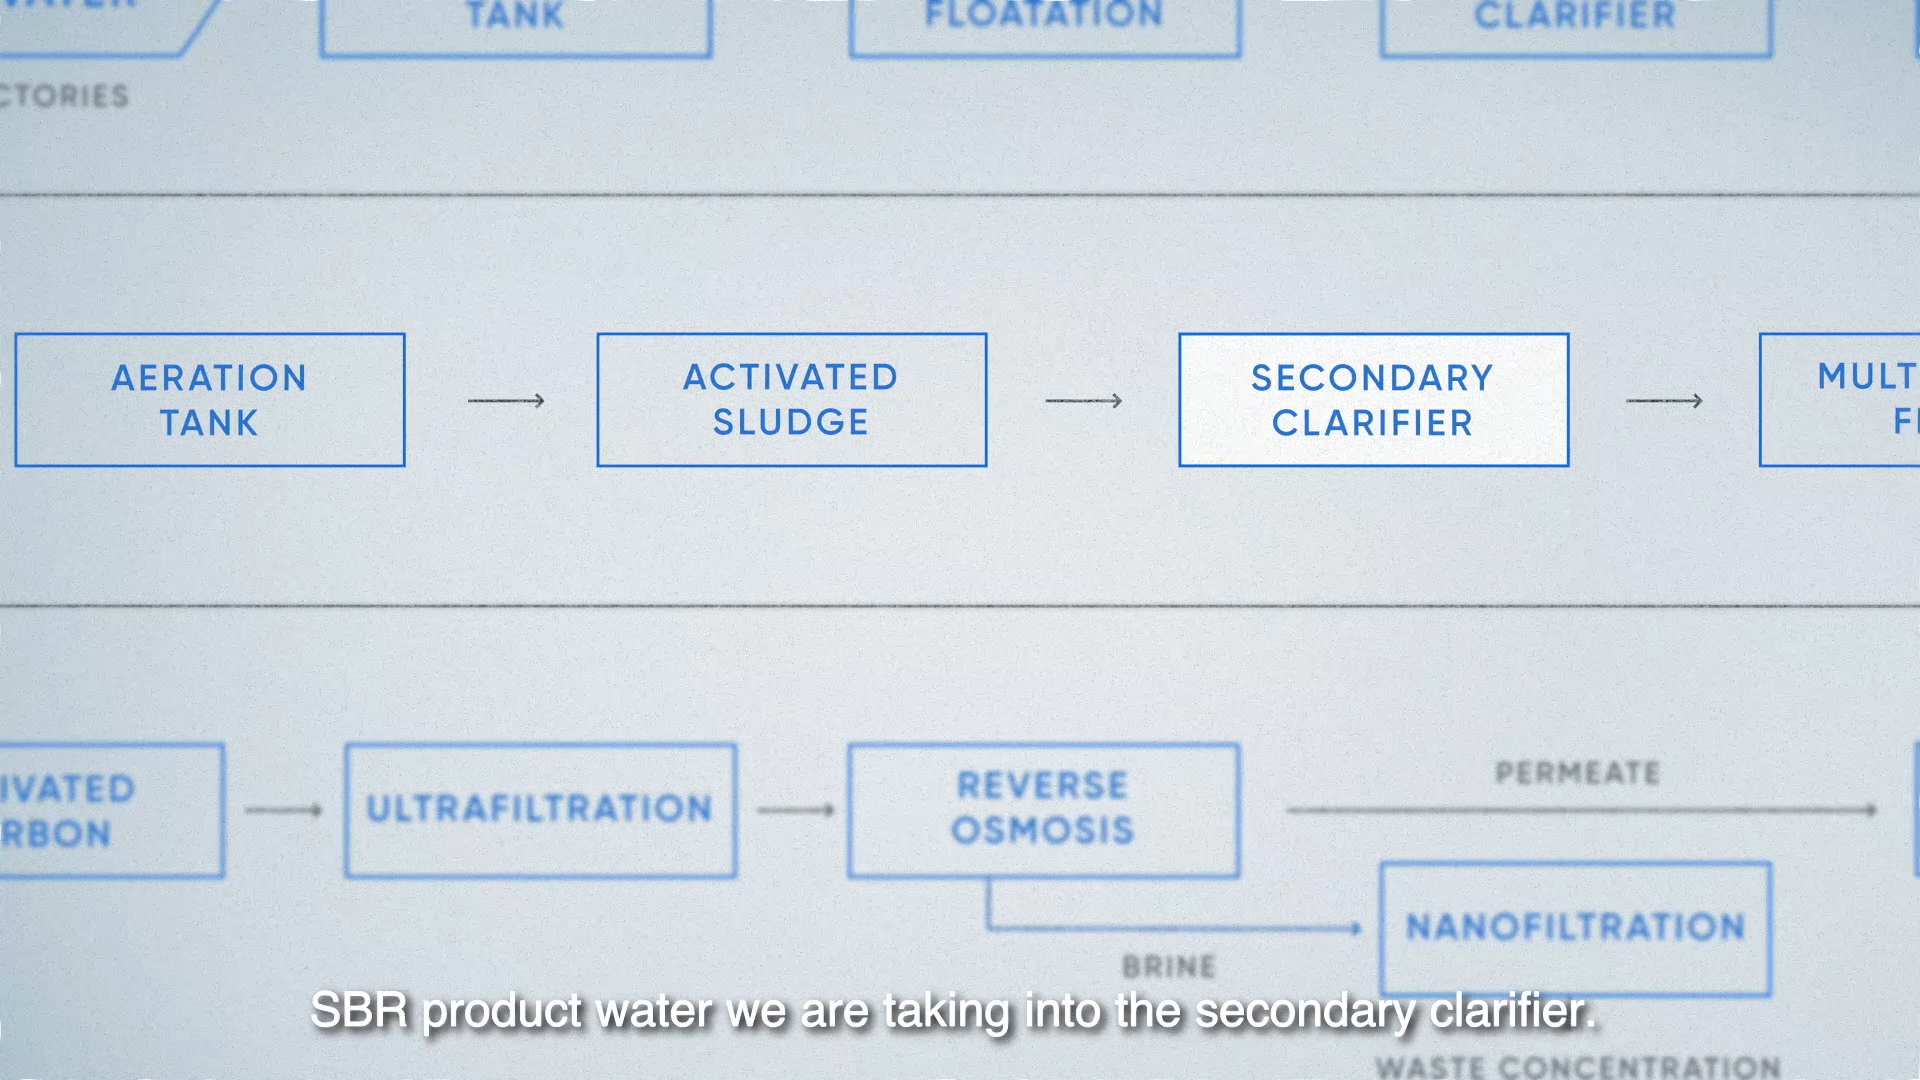 TANK
FLOATATION
CLARIFIER
CTORIES
AERATION
TANK
ACTIVATED
SLUDGE
SECONDARY
CLARIFIER
MULT
IVATED
RBON
ULTRAFILTRATION
REVERSE
OSMOSIS
PERMEATE
BRINE
NANOFILTRATION
SBR product water we are taking into the secondary clarifier.
WASTE CONCENTRATION